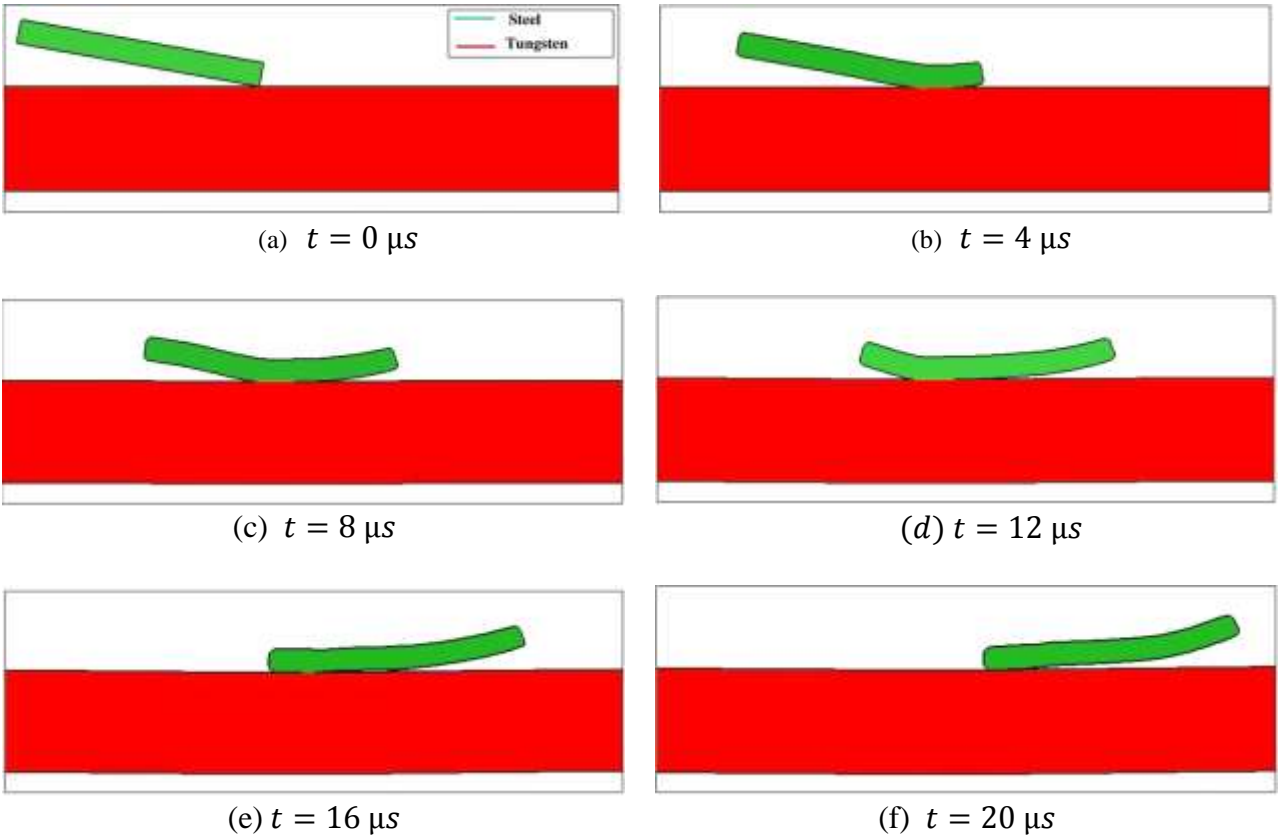 Steel
Tungsten
(a) t = 0 μs
(b) t = 4 μs
(c) t = 8 μs
(d) t = 12 μs
(e) t = 16 μs
(f) t = 20 μs